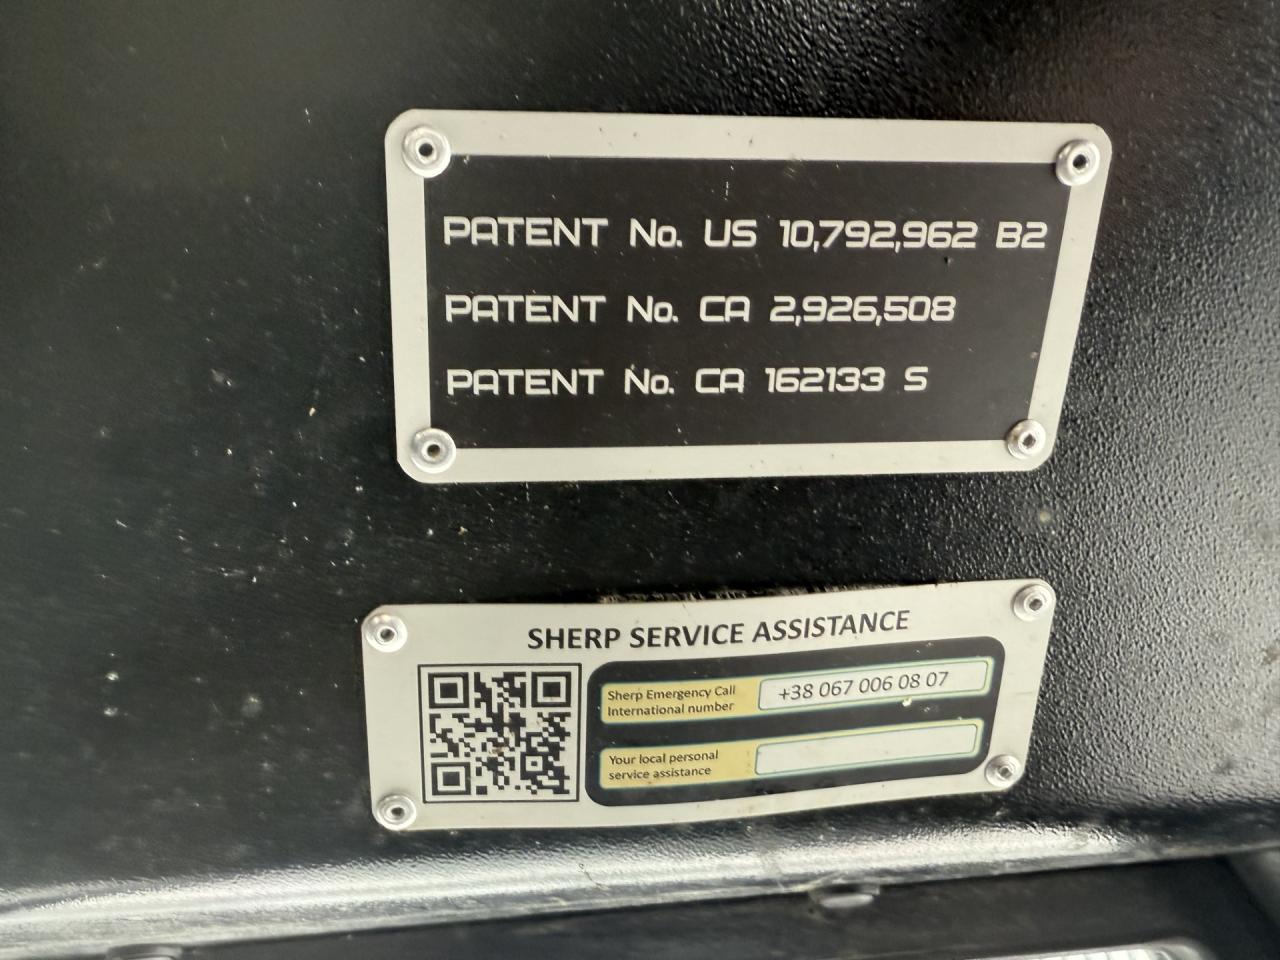 PATENT No. US 10,792,962 B2
PATENT No. CA 2,926,508
PATENT No. CA 162133 S
SHERP SERVICE ASSISTANCE
Sherp Emergency Call
International number
+38 067 006 08 07
Your local personal
service assistance